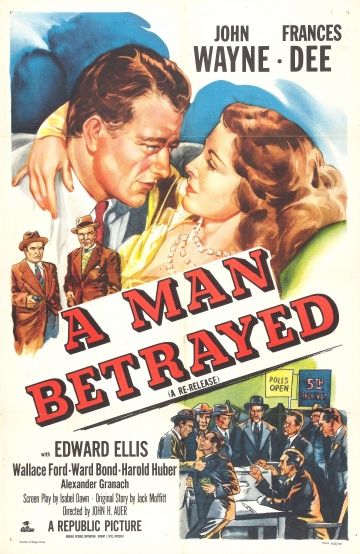 JOHN WAYNE · FRANCES DEE
A MAN
BETRAYED
(A RE-RELEASE)
POLLS
OPEN
5TH
with EDWARD ELLIS
Wallace Ford-Ward Bond-Harold Huber
Alexander Granach
Screen Play by Isabel Dawn · Original Story by Jack Moffitt
Directed by JOHN H. AUER
A REPUBLIC PICTURE